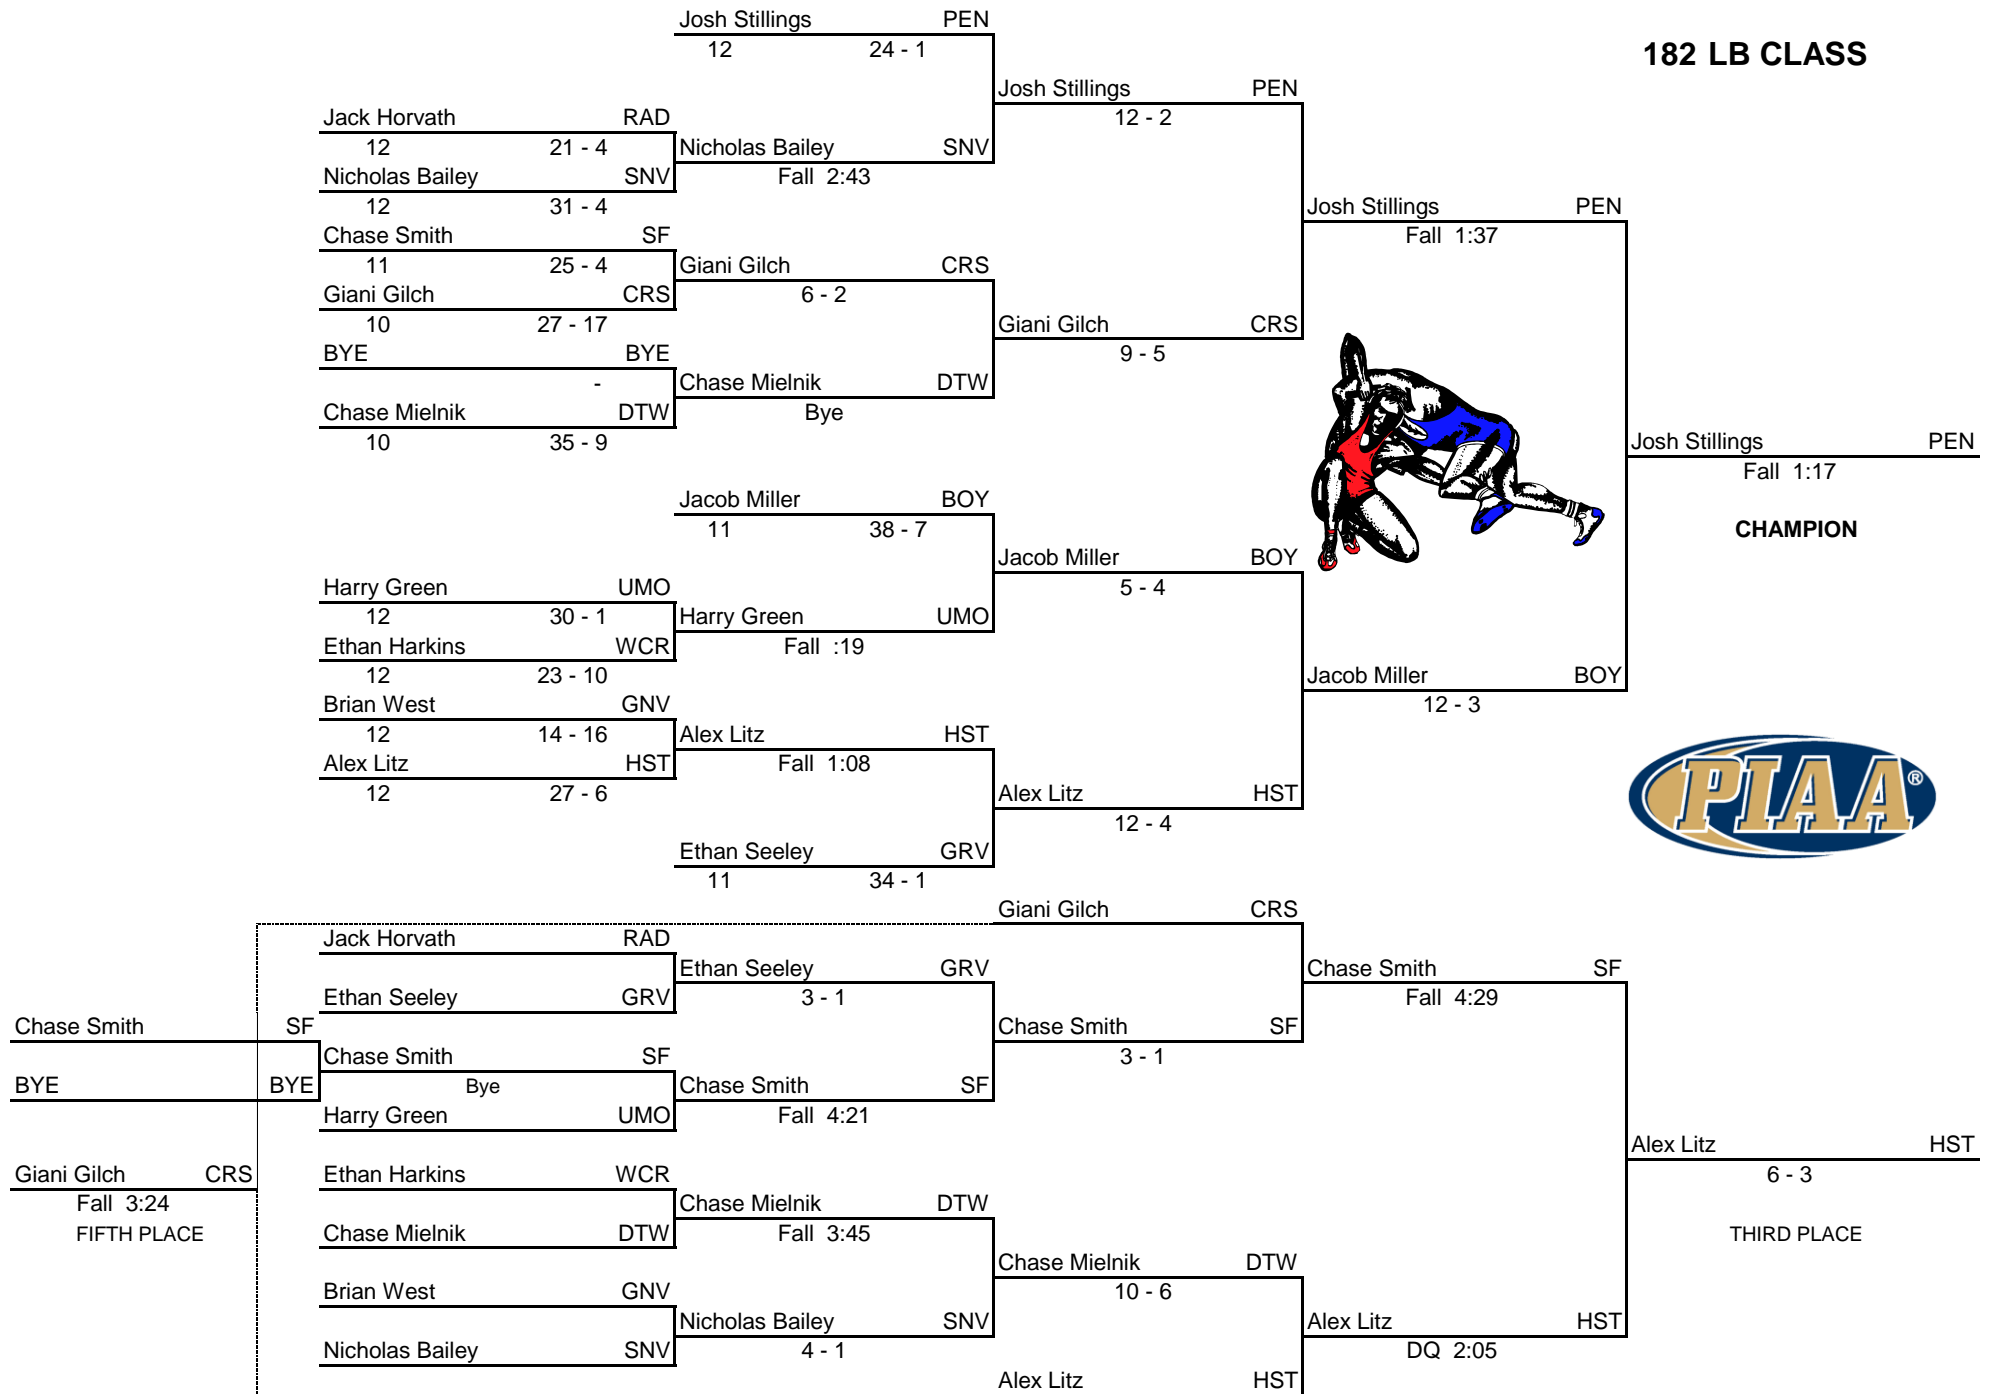 Josh Stillings PEN
12 24 - 1
182 LB CLASS
Josh Stillings PEN
12 - 2
Jack Horvath RAD
12 21 - 4
Nicholas Bailey SNV
Fall 2:43
Nicholas Bailey SNV
12 31 - 4
Josh Stillings PEN
Fall 1:37
Chase Smith SF
11 25 - 4
Giani Gilch CRS
6 - 2
Giani Gilch CRS
10 27 - 17
Giani Gilch CRS
9 - 5
BYE BYE
-
Chase Mielnik DTW
Bye
Chase Mielnik DTW
10 35 - 9
Josh Stillings PEN
Fall 1:17
CHAMPION
Jacob Miller BOY
11 38 - 7
Jacob Miller BOY
5 - 4
Harry Green UMO
12 30 - 1
Harry Green UMO
Fall :19
Ethan Harkins WCR
12 23 - 10
Jacob Miller BOY
12 - 3
Brian West GNV
12 14 - 16
Alex Litz HST
Fall 1:08
Alex Litz HST
12 27 - 6
Alex Litz HST
12 - 4
PIAA®
Ethan Seeley GRV
11 34 - 1
Giani Gilch CRS
Jack Horvath RAD
Ethan Seeley GRV
3 - 1
Chase Smith SF
Fall 4:29
Ethan Seeley GRV
Chase Smith SF
Chase Smith SF
3 - 1
Chase Smith SF
Bye
BYE BYE
Chase Smith SF
Fall 4:21
Harry Green UMO
Alex Litz HST
6 - 3
THIRD PLACE
Giani Gilch CRS
Fall 3:24
FIFTH PLACE
Ethan Harkins WCR
Chase Mielnik DTW
Fall 3:45
Chase Mielnik DTW
Chase Mielnik DTW
10 - 6
Brian West GNV
Nicholas Bailey SNV
4 - 1
Alex Litz HST
DQ 2:05
Nicholas Bailey SNV
Alex Litz HST